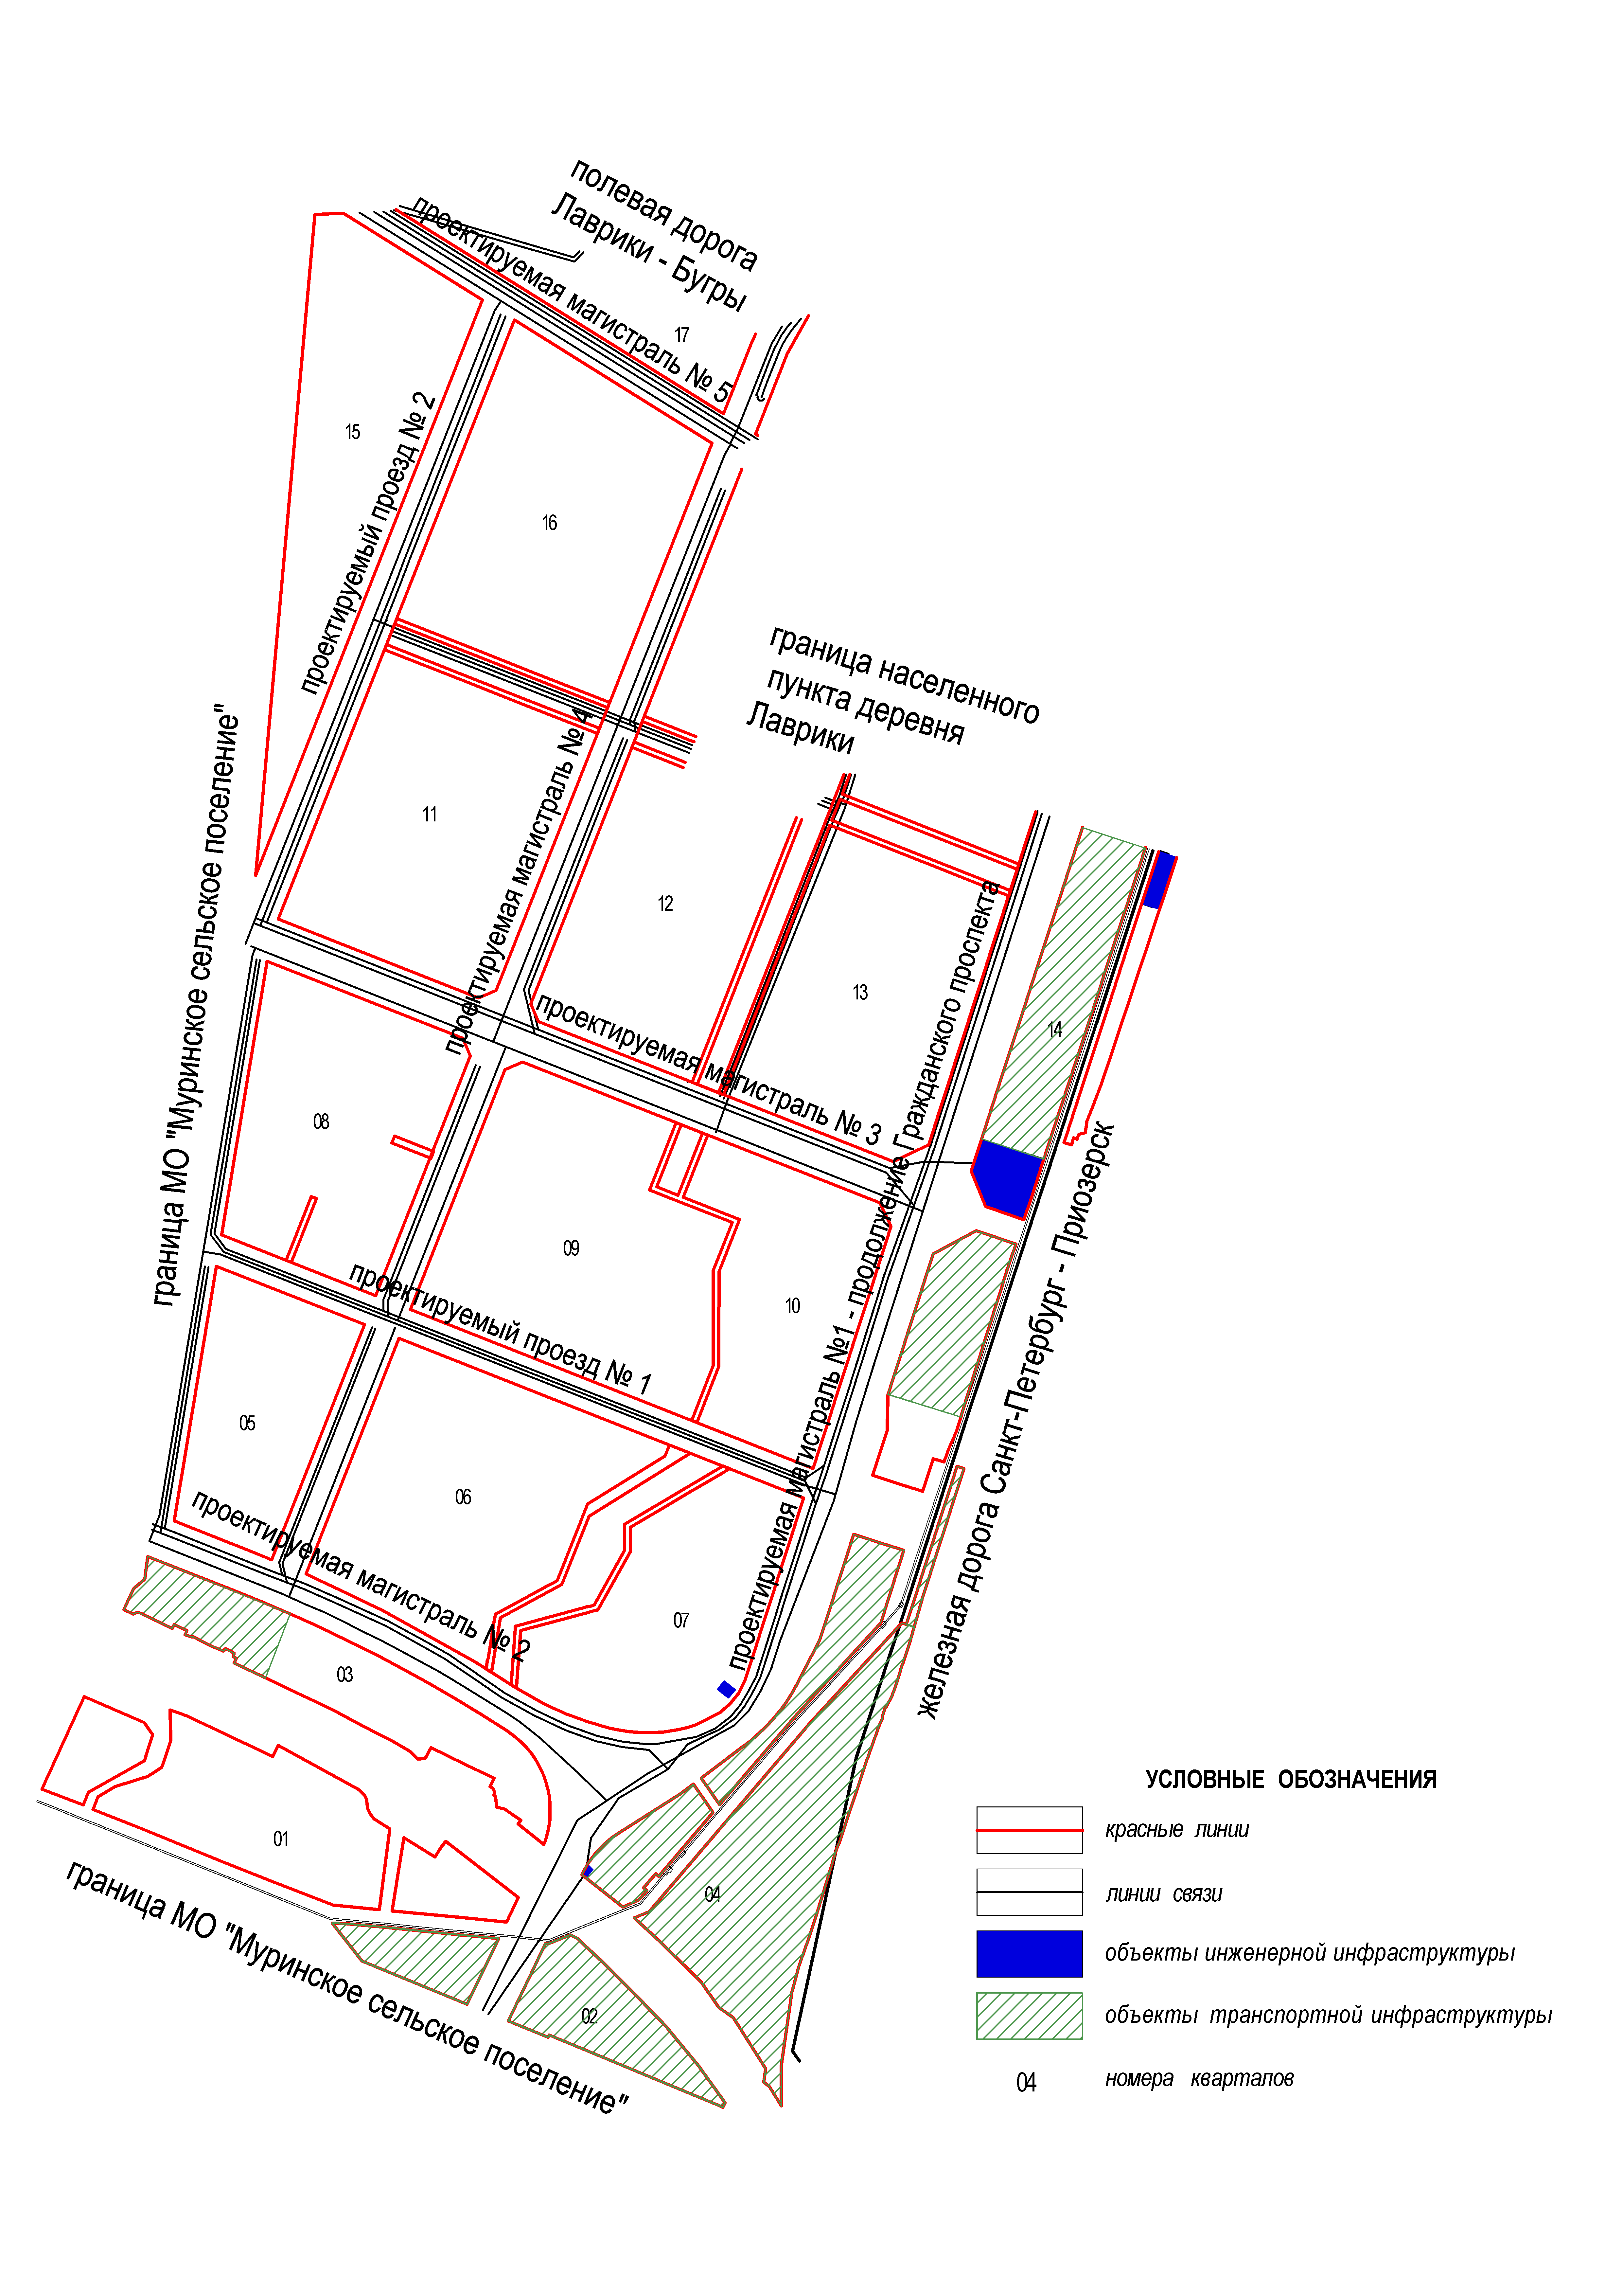 полевая дорога
Лаврики - Бугры
проектируемая магистраль № 5
17
15
проектируемый проезд № 2
16
граница населенного
пункта деревня
Лаврики
граница МО "Муринское сельское поселение"
11
проектируемая магистраль № 4
12
13
14
проектируемая магистраль № 3
проектируемая магистраль №1 - продолжение Гражданского проспекта
железная дорога Санкт-Петербург - Приозерск
08
09
10
проектируемый проезд № 1
05
06
07
проектируемая магистраль № 2
03
01
04
02
граница МО "Муринское сельское поселение"
УСЛОВНЫЕ ОБОЗНАЧЕНИЯ
красные линии
линии связи
объекты инженерной инфраструктуры
объекты транспортной инфраструктуры
04 номера кварталов